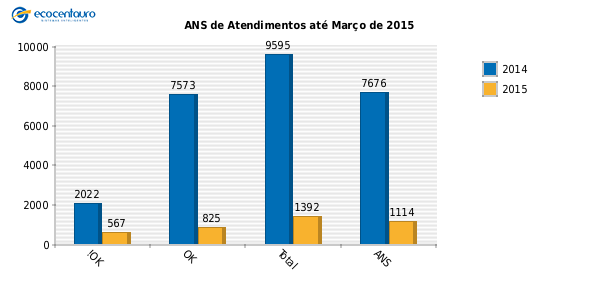 ecocentauro
ANS de Atendimentos até Março de 2015
10000
8000
6000
4000
2000
0
2022
567
7573
825
9595
1392
7676
1114
!OK
OK
Total
ANS
2014
2015